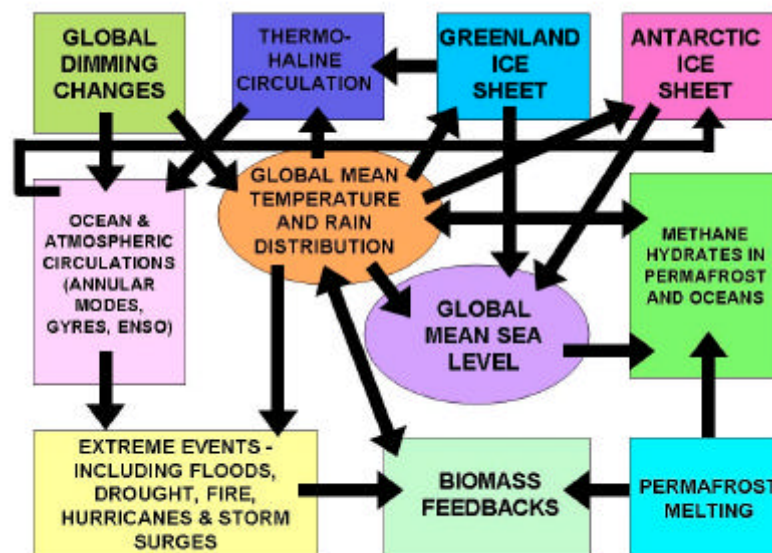 GLOBAL
DIMMING
CHANGES
THERMO-
HALINE
CIRCULATION
GREENLAND
ICE
SHEET
ANTARCTIC
ICE
SHEET
GLOBAL MEAN
TEMPERATURE
AND RAIN
DISTRIBUTION
OCEAN &
ATMOSPHERIC
CIRCULATIONS
(ANNULAR
MODES,
GYRES, ENSO)
METHANE
HYDRATES IN
PERMAFROST
AND OCEANS
GLOBAL
MEAN SEA
LEVEL
EXTREME EVENTS -
INCLUDING FLOODS,
DROUGHT, FIRE,
HURRICANES & STORM
SURGES
BIOMASS
FEEDBACKS
PERMAFROST
MELTING